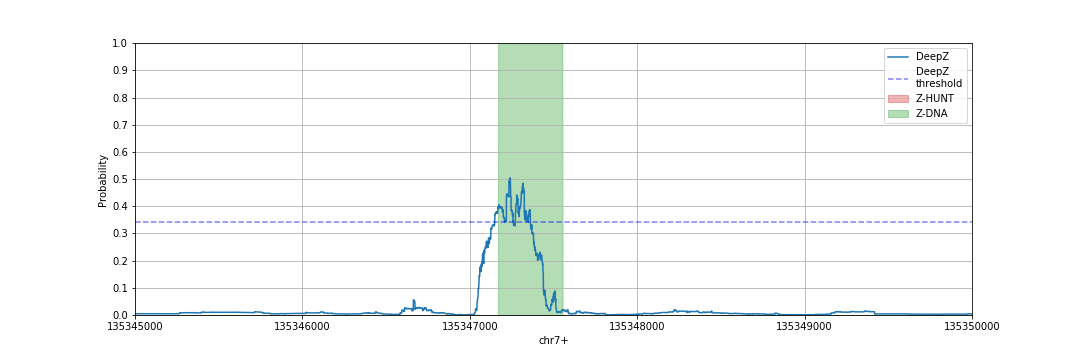 1.0
0.9
0.8
0.7
0.6
0.5
0.4
0.3
0.2
0.1
0.0
Probability
135345000 135346000 135347000 135348000 135349000 135350000
chr7+
DeepZ
DeepZ
threshold
Z-HUNT
Z-DNA